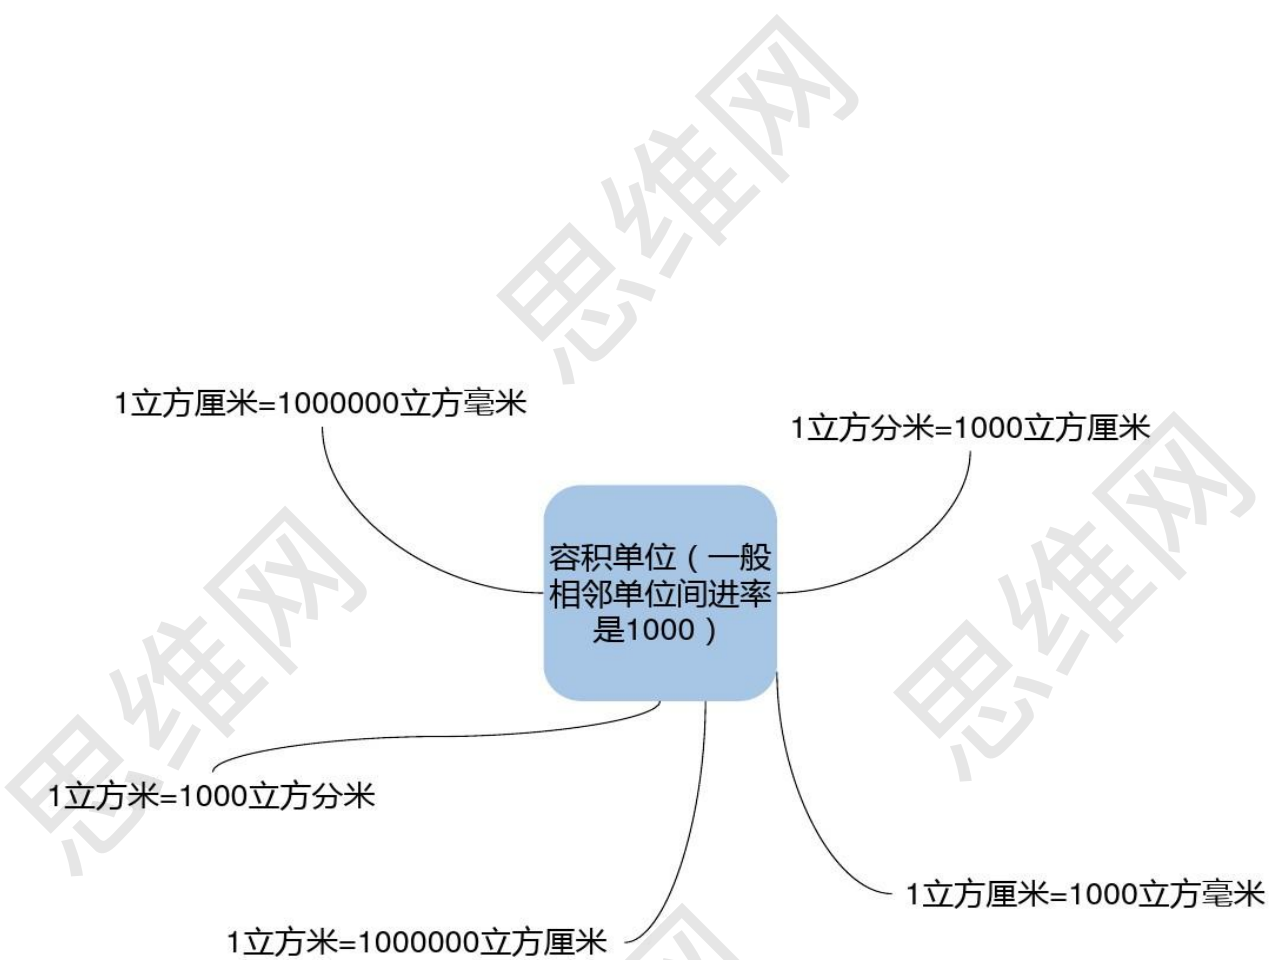 1立方厘米=1000000立方毫米
1立方分米=1000立方厘米
容积单位（一般
相邻单位间进率
是1000）
1立方米=1000立方分米
1立方厘米=1000立方毫米
1立方米=1000000立方厘米
思维网
思维网
思维网
网